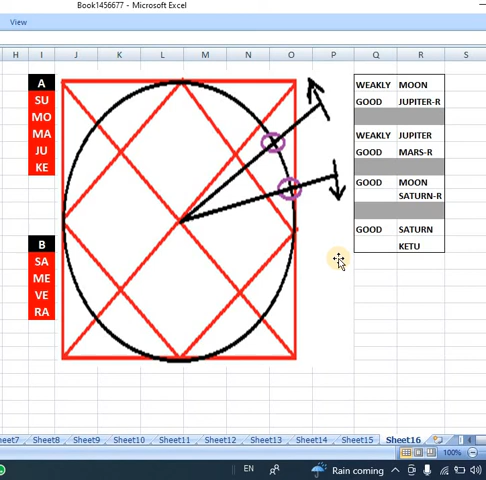 Book1456677 - Microsoft Excel
View
H I J K L M N O P Q R S
A
SU
MO
MA
JU
KE
B
SA
ME
VE
RA
WEAKLY MOON
GOOD JUPITER-R
WEAKLY JUPITER
GOOD MARS-R
GOOD MOON
SATURN-R
GOOD SATURN
KETU
Sheet8 Sheet9 Sheet10 Sheet11 Sheet12 Sheet13 Sheet14 Sheet15 Sheet16
100%
EN Rain coming